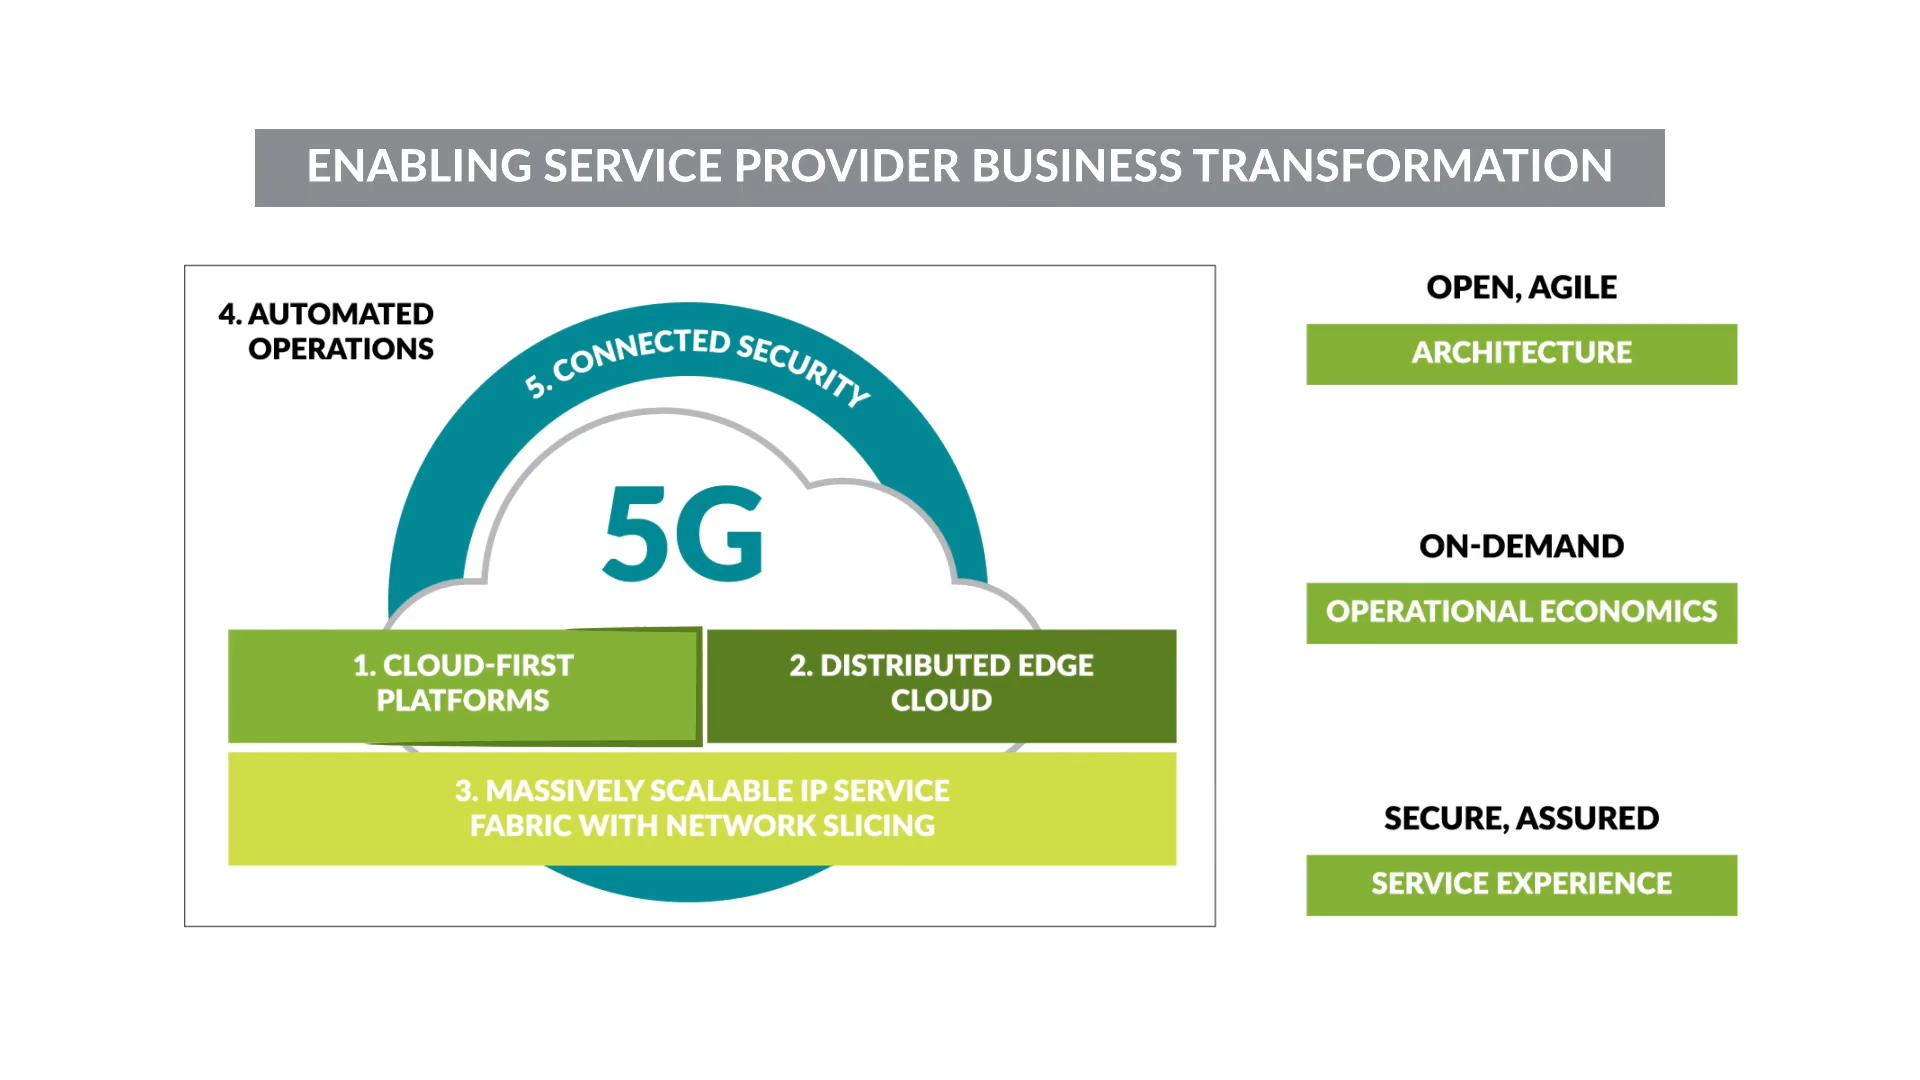 ENABLING SERVICE PROVIDER BUSINESS TRANSFORMATION
4. AUTOMATED
OPERATIONS
5. CONNECTED SECURITY
5G
1. CLOUD-FIRST
PLATFORMS
2. DISTRIBUTED EDGE
CLOUD
3. MASSIVELY SCALABLE IP SERVICE
FABRIC WITH NETWORK SLICING
OPEN, AGILE
ARCHITECTURE
ON-DEMAND
OPERATIONAL ECONOMICS
SECURE, ASSURED
SERVICE EXPERIENCE